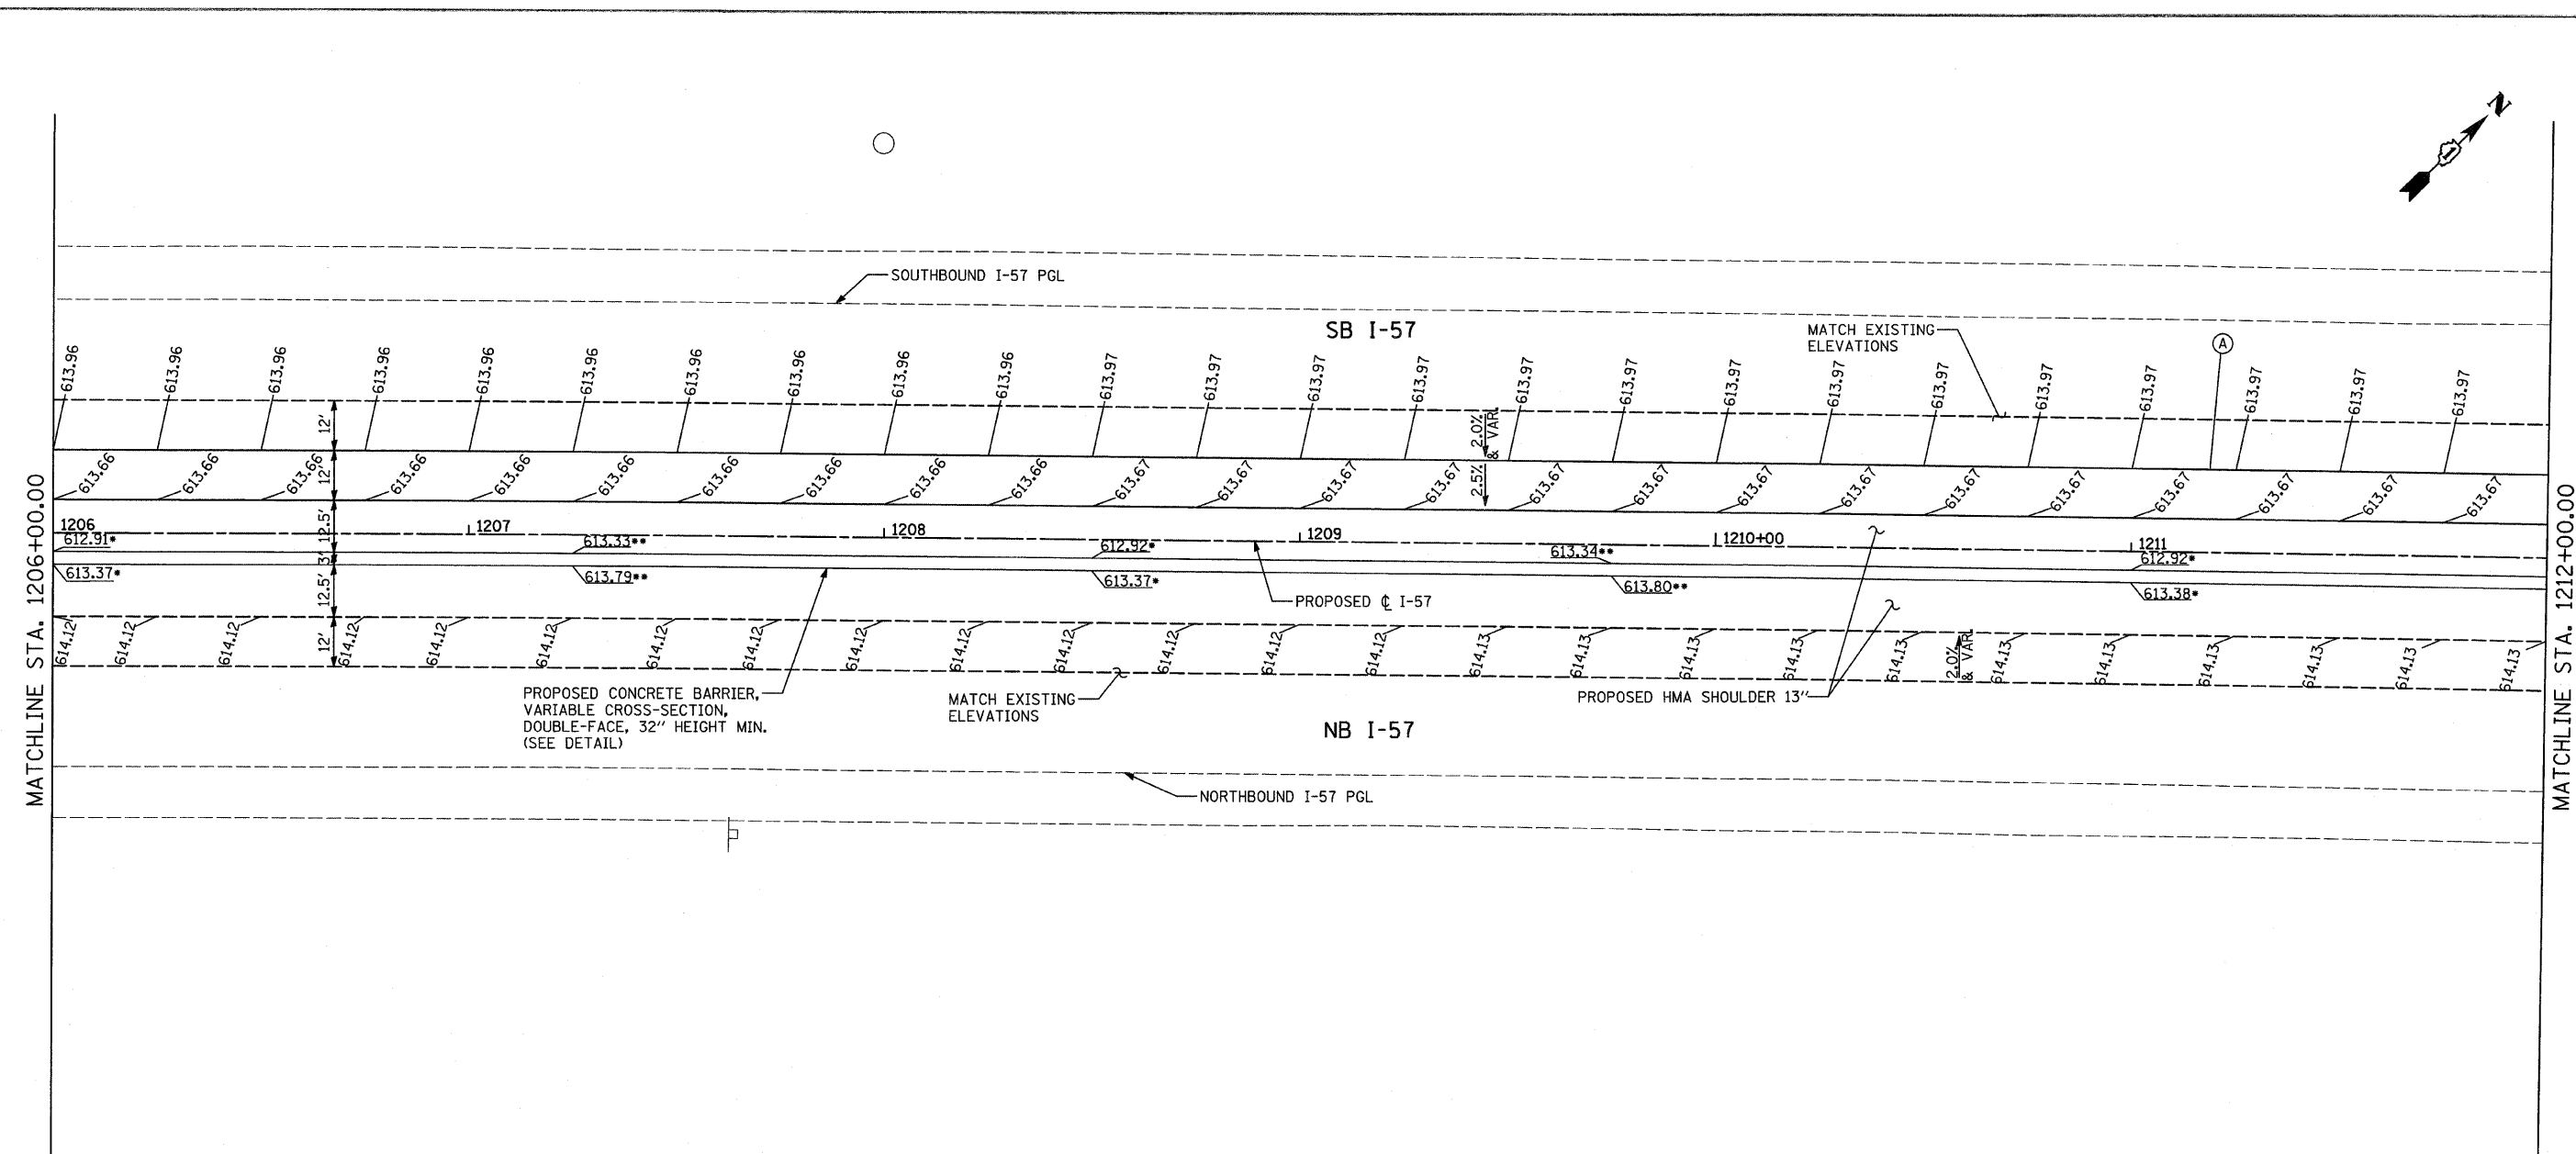 N
SOUTHBOUND I-57 PGL
SB I-57
MATCH EXISTING
ELEVATIONS
A
613.96 613.96 613.96 613.96 613.96 613.96 613.96 613.96 613.96 613.96 613.97 613.97 613.97 613.97 613.97 613.97 613.97 613.97 613.97 613.97 613.97 613.97 613.97 613.97
12'
2.0%
& VAR.
613.66 613.66 613.66 613.66 613.66 613.66 613.66 613.66 613.66 613.66 613.67 613.67 613.67 613.67 613.67 613.67 613.67 613.67 613.67 613.67 613.67 613.67 613.67 613.67
12'
2.5%
1206 1207 1208 1209 1210+00 1211
12.5'
612.91* 613.33** 612.92* 613.34** 612.92*
3'
613.37* 613.79** 613.37* 613.80** 613.38*
12.5'
PROPOSED ℄ I-57
614.12 614.12 614.12 614.12 614.12 614.12 614.12 614.12 614.12 614.12 614.12 614.12 614.12 614.12 614.13 614.13 614.13 614.13 614.13 614.13 614.13 614.13 614.13 614.13 614.13
12'
2.0%
& VAR.
PROPOSED CONCRETE BARRIER,
VARIABLE CROSS-SECTION,
DOUBLE-FACE, 32" HEIGHT MIN.
(SEE DETAIL)
MATCH EXISTING
ELEVATIONS
PROPOSED HMA SHOULDER 13"
NB I-57
NORTHBOUND I-57 PGL
MATCHLINE STA. 1206+00.00
MATCHLINE STA. 1212+00.00